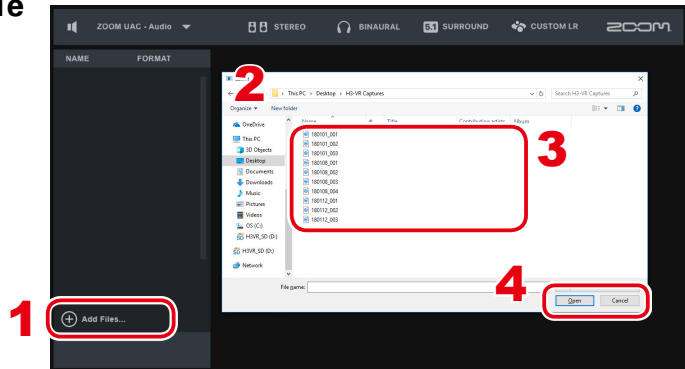 ZOOM UAC - Audio
STEREO
BINAURAL
5.1 SURROUND
CUSTOM LR
ZOOM
NAME FORMAT
2
This PC > Desktop > H3-VR Captures
Search H3-VR Captures
Organize
New folder
Name # Title Contributing artists Album
OneDrive
This PC
3D Objects
Desktop
Documents
Downloads
Music
Pictures
Videos
OS (C:)
H3VR_SD (D:)
H3VR_SD (D:)
Network
180101_001
180101_002
180101_003
180108_001
180108_002
180108_003
180108_004
180112_001
180112_002
180112_003
3
File name:
4
Open Cancel
1
Add Files...